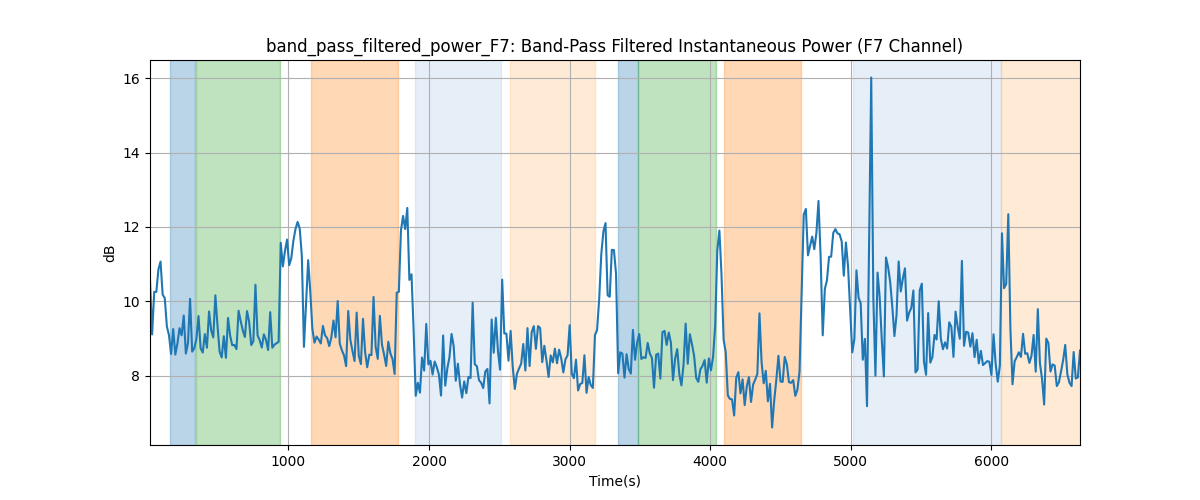 band_pass_filtered_power_F7: Band-Pass Filtered Instantaneous Power (F7 Channel)
16
14
12
10
8
dB
1000 2000 3000 4000 5000 6000
Time(s)